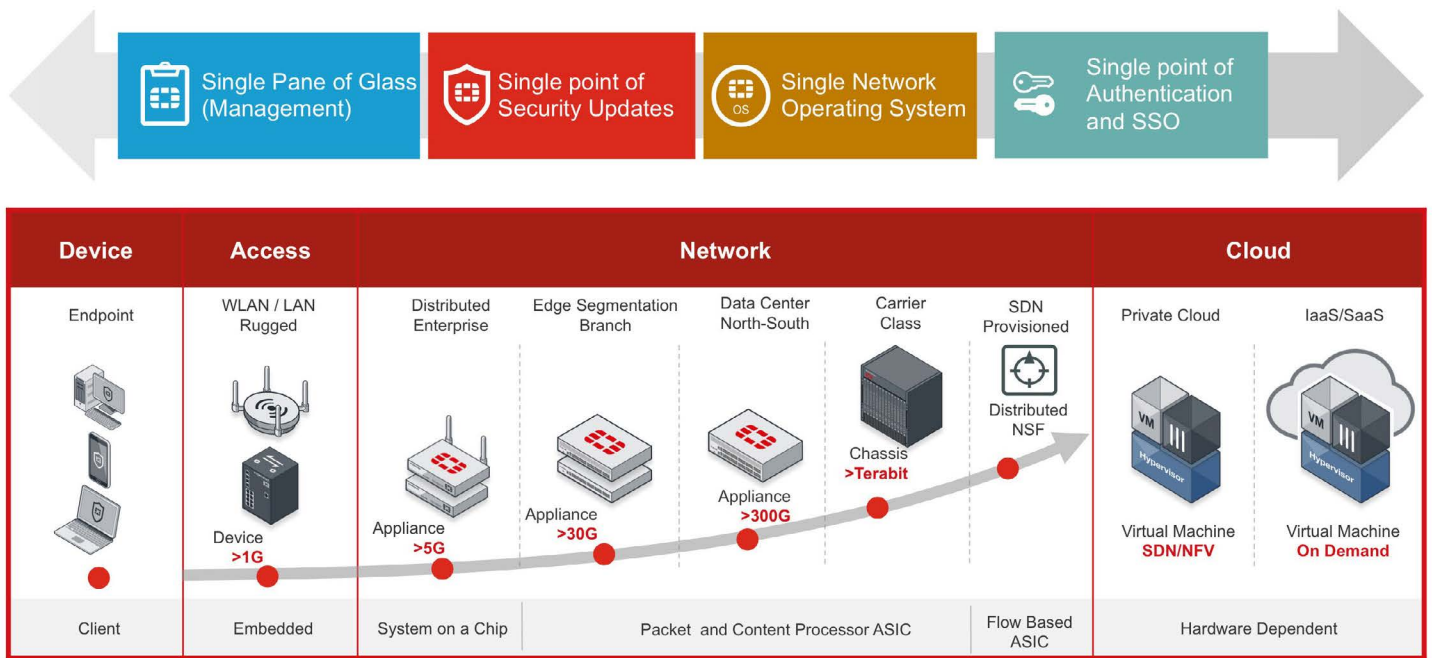 Single Pane of Glass
(Management)
Single point of
Security Updates
OS
Single Network
Operating System
Single point of
Authentication
and SSO
Device
Access
Network
Cloud
Endpoint
WLAN / LAN
Rugged
Distributed
Enterprise
Edge Segmentation
Branch
Data Center
North-South
Carrier
Class
SDN
Provisioned
Private Cloud
IaaS/SaaS
Device
>1G
Appliance
>5G
Appliance
>30G
Appliance
>300G
Chassis
>Terabit
Distributed
NSF
VM
Hypervisor
Virtual Machine
SDN/NFV
VM
Hypervisor
Virtual Machine
On Demand
Client
Embedded
System on a Chip
Packet and Content Processor ASIC
Flow Based
ASIC
Hardware Dependent